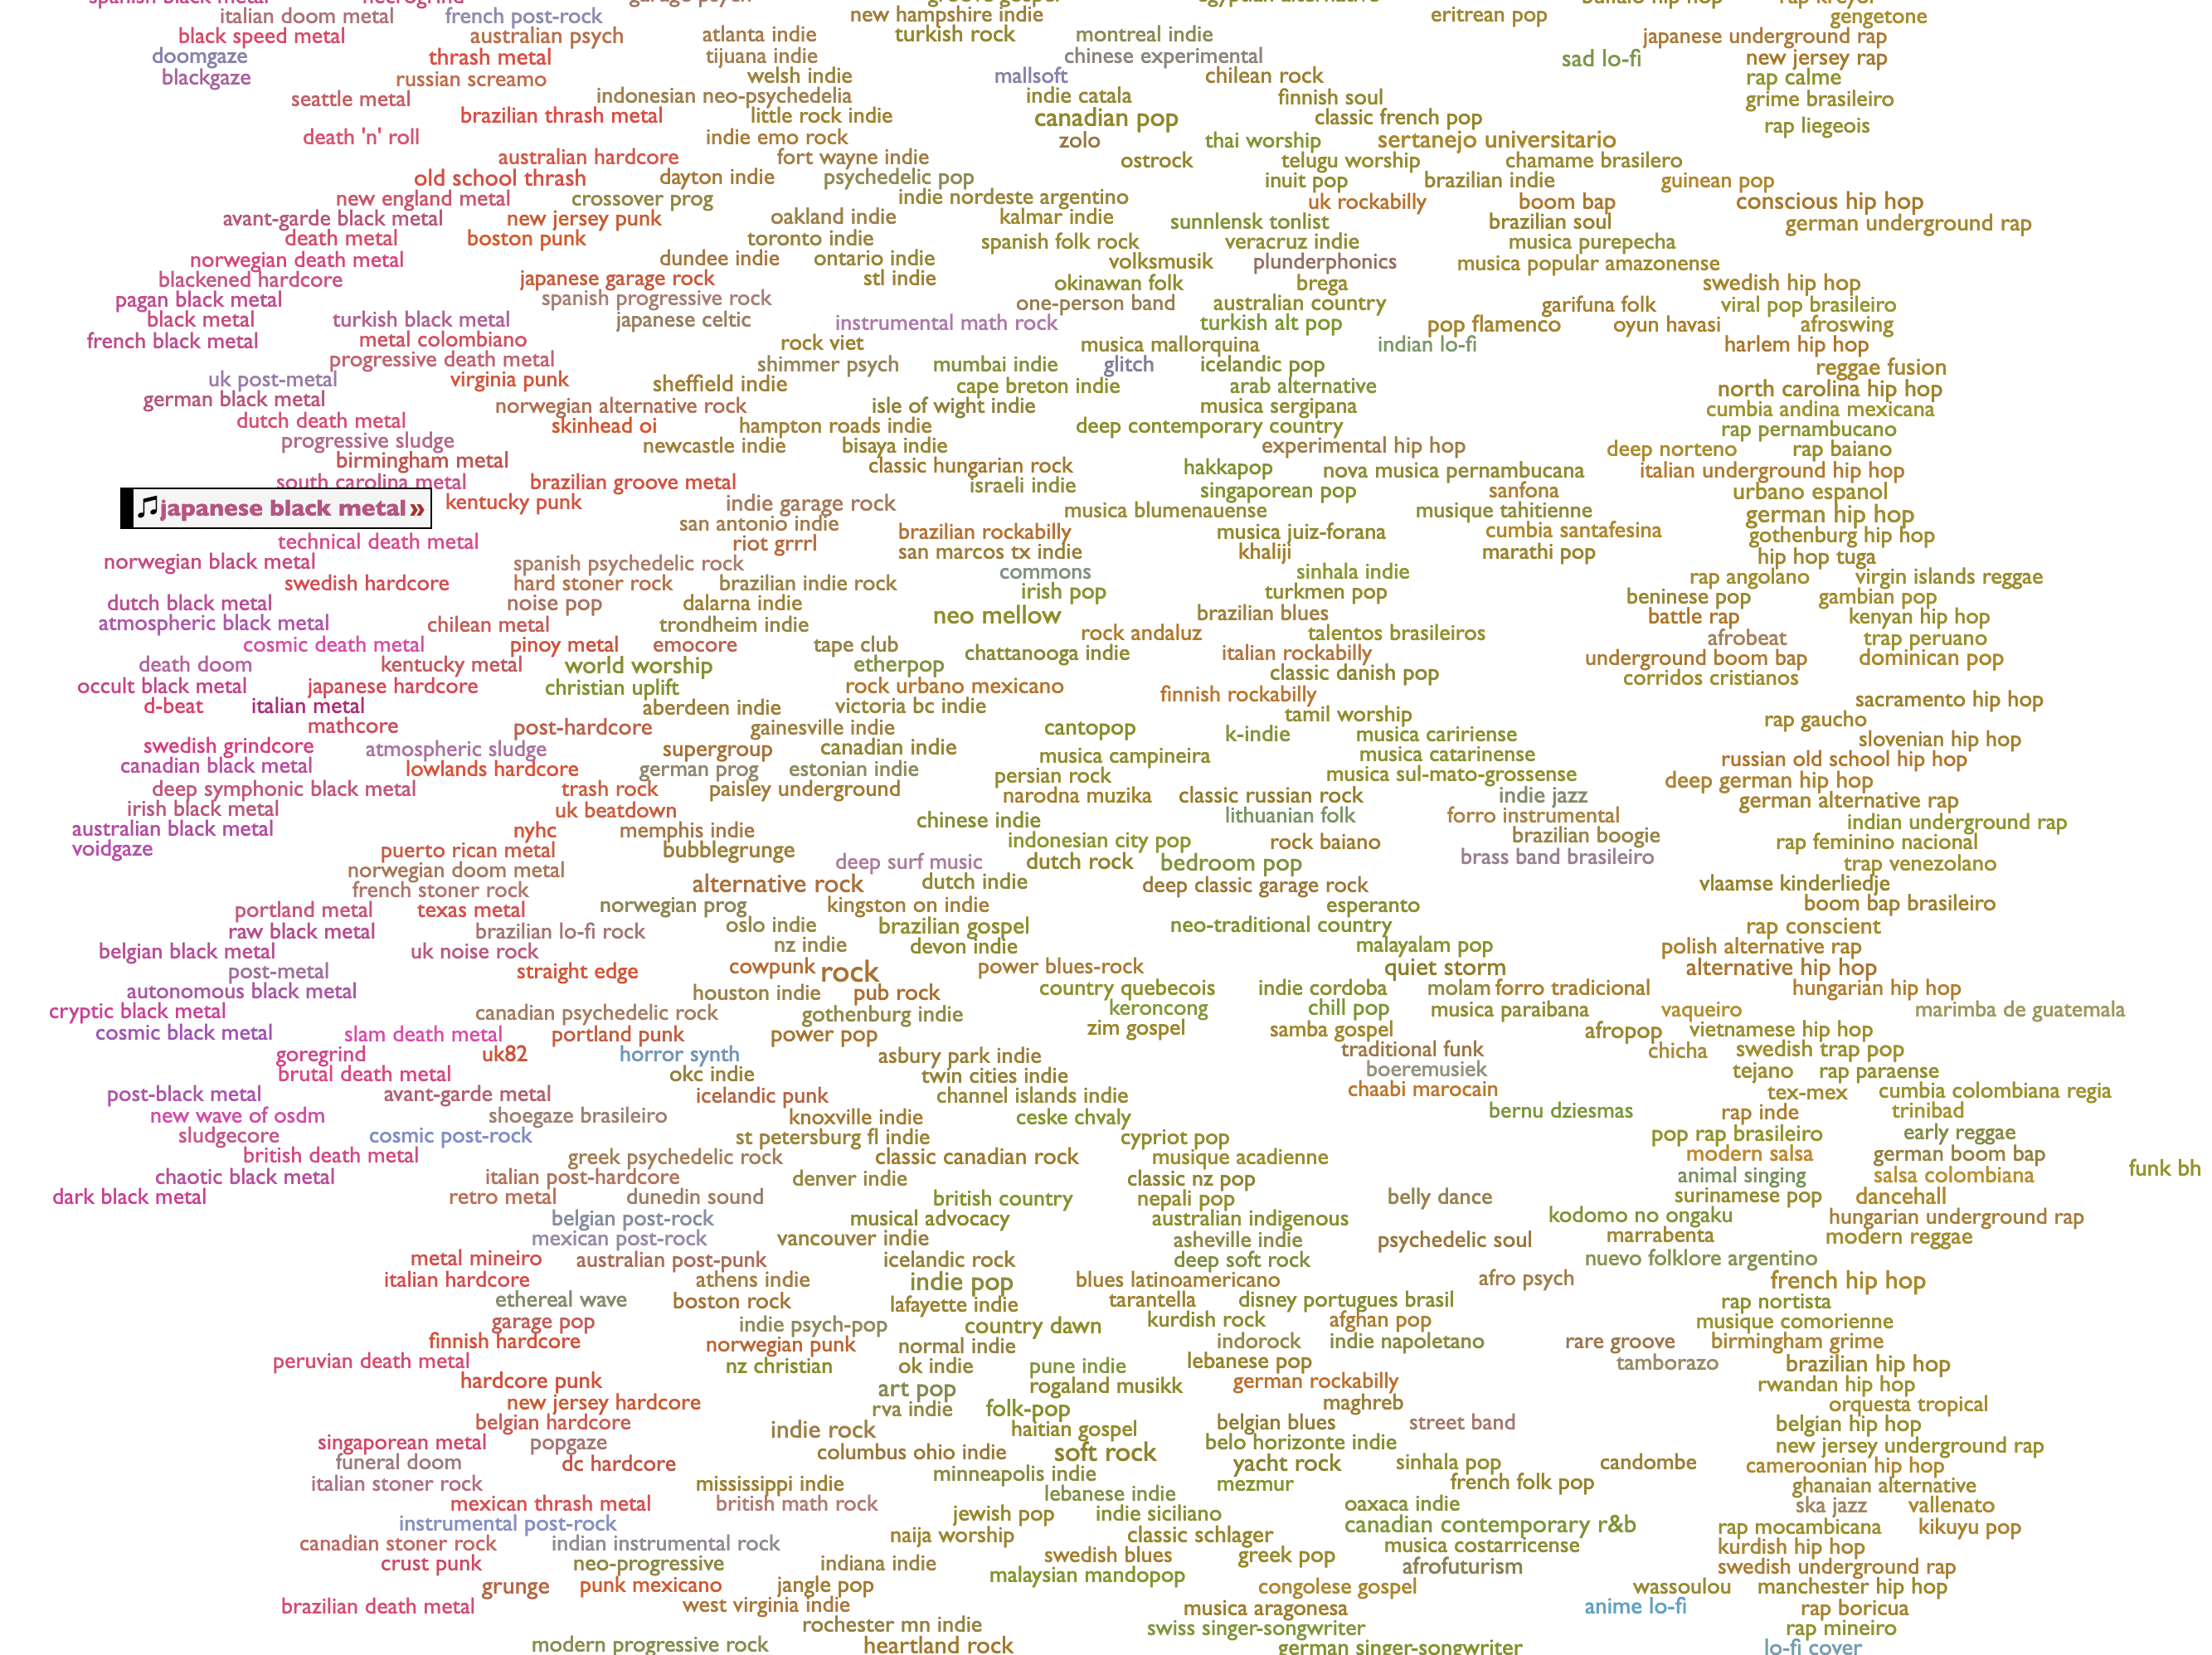 italian doom metal french post-rock new hampshire indie eritrean pop gengetone
black speed metal australian psych atlanta indie turkish rock montreal indie japanese underground rap
doomgaze thrash metal tijuana indie chinese experimental sad lo-fi new jersey rap
blackgaze russian screamo welsh indie mallsoft chilean rock rap calme
seattle metal indonesian neo-psychedelia indie catala finnish soul grime brasileiro
brazilian thrash metal little rock indie canadian pop classic french pop rap liegeois
death 'n' roll indie emo rock zolo thai worship sertanejo universitario
australian hardcore fort wayne indie ostrock telugu worship chamame brasilero
old school thrash dayton indie psychedelic pop inuit pop brazilian indie guinean pop
new england metal crossover prog indie nordeste argentino uk rockabilly boom bap conscious hip hop
avant-garde black metal new jersey punk oakland indie kalmar indie sunnlensk tonlist brazilian soul german underground rap
death metal boston punk toronto indie spanish folk rock veracruz indie musica purepecha
norwegian death metal dundee indie ontario indie volksmusik plunderphonics musica popular amazonense
blackened hardcore japanese garage rock stl indie okinawan folk brega swedish hip hop
pagan black metal spanish progressive rock one-person band australian country garifuna folk viral pop brasileiro
black metal turkish black metal japanese celtic instrumental math rock turkish alt pop pop flamenco oyun havasi afroswing
french black metal metal colombiano rock viet musica mallorquina indian lo-fi harlem hip hop
progressive death metal shimmer psych mumbai indie glitch icelandic pop reggae fusion
uk post-metal virginia punk sheffield indie cape breton indie arab alternative north carolina hip hop
german black metal norwegian alternative rock isle of wight indie musica sergipana cumbia andina mexicana
dutch death metal skinhead oi hampton roads indie deep contemporary country rap pernambucano
progressive sludge newcastle indie bisaya indie experimental hip hop deep norteno rap baiano
birmingham metal classic hungarian rock hakkapop nova musica pernambucana italian underground hip hop
south carolina metal brazilian groove metal israeli indie singaporean pop sanfona urbano espanol
japanese black metal» kentucky punk indie garage rock musica blumenauense musique tahitienne german hip hop
san antonio indie brazilian rockabilly musica juiz-forana cumbia santafesina gothenburg hip hop
technical death metal riot grrrl san marcos tx indie khaliji marathi pop hip hop tuga
norwegian black metal spanish psychedelic rock commons sinhala indie rap angolano virgin islands reggae
swedish hardcore hard stoner rock brazilian indie rock irish pop turkmen pop beninese pop gambian pop
dutch black metal noise pop dalarna indie neo mellow brazilian blues battle rap kenyan hip hop
atmospheric black metal chilean metal trondheim indie rock andaluz talentos brasileiros afrobeat trap peruano
cosmic death metal pinoy metal emocore tape club chattanooga indie italian rockabilly underground boom bap dominican pop
death doom kentucky metal world worship etherpop classic danish pop corridos cristianos
occult black metal japanese hardcore christian uplift rock urbano mexicano finnish rockabilly sacramento hip hop
d-beat italian metal aberdeen indie victoria bc indie tamil worship rap gaucho
mathcore post-hardcore gainesville indie cantopop k-indie musica caririense slovenian hip hop
swedish grindcore atmospheric sludge supergroup canadian indie musica campineira musica catarinense russian old school hip hop
canadian black metal lowlands hardcore german prog estonian indie persian rock musica sul-mato-grossense deep german hip hop
deep symphonic black metal trash rock paisley underground narodna muzika classic russian rock indie jazz german alternative rap
irish black metal uk beatdown chinese indie lithuanian folk forro instrumental indian underground rap
australian black metal nyhc memphis indie indonesian city pop rock baiano brazilian boogie rap feminino nacional
voidgaze puerto rican metal bubblegrunge deep surf music dutch rock bedroom pop brass band brasileiro trap venezolano
norwegian doom metal alternative rock dutch indie deep classic garage rock vlaamse kinderliedje
french stoner rock norwegian prog kingston on indie esperanto boom bap brasileiro
portland metal texas metal oslo indie brazilian gospel neo-traditional country rap conscient
raw black metal brazilian lo-fi rock nz indie devon indie malayalam pop polish alternative rap
belgian black metal uk noise rock cowpunk rock power blues-rock quiet storm alternative hip hop
post-metal straight edge houston indie pub rock country quebecois indie cordoba molam forro tradicional hungarian hip hop
autonomous black metal canadian psychedelic rock gothenburg indie keroncong chill pop musica paraibana vaqueiro marimba de guatemala
cryptic black metal portland punk power pop zim gospel samba gospel afropop vietnamese hip hop
cosmic black metal slam death metal horror synth asbury park indie traditional funk chicha swedish trap pop
goregrind uk82 okc indie twin cities indie boeremusiek tejano rap paraense
brutal death metal icelandic punk channel islands indie chaabi marocain tex-mex cumbia colombiana regia
post-black metal avant-garde metal knoxville indie ceske chvaly bernu dziesmas rap inde trinibad
new wave of osdm shoegaze brasileiro st petersburg fl indie cypriot pop pop rap brasileiro early reggae
sludgecore cosmic post-rock greek psychedelic rock classic canadian rock musique acadienne modern salsa german boom bap
british death metal italian post-hardcore denver indie classic nz pop animal singing salsa colombiana funk bh
chaotic black metal retro metal dunedin sound british country nepali pop belly dance surinamese pop dancehall
dark black metal belgian post-rock musical advocacy australian indigenous kodomo no ongaku hungarian underground rap
mexican post-rock vancouver indie asheville indie psychedelic soul marrabenta modern reggae
metal mineiro australian post-punk icelandic rock deep soft rock nuevo folklore argentino
italian hardcore athens indie indie pop blues latinoamericano afro psych french hip hop
ethereal wave boston rock lafayette indie tarantella disney portugues brasil rap nortista
garage pop indie psych-pop country dawn kurdish rock afghan pop musique comorienne
finnish hardcore norwegian punk normal indie indorock indie napoletano rare groove birmingham grime
peruvian death metal nz christian ok indie pune indie lebanese pop tamborazo brazilian hip hop
hardcore punk art pop rogaland musikk german rockabilly rwandan hip hop
new jersey hardcore rva indie folk-pop maghreb orquesta tropical
belgian hardcore indie rock haitian gospel belgian blues street band belgian hip hop
singaporean metal popgaze columbus ohio indie soft rock belo horizonte indie new jersey underground rap
funeral doom dc hardcore minneapolis indie yacht rock sinhala pop candombe cameroonian hip hop
italian stoner rock mississippi indie lebanese indie mezmur french folk pop ghanaian alternative
mexican thrash metal british math rock jewish pop indie siciliano oaxaca indie ska jazz vallenato
instrumental post-rock naija worship classic schlager canadian contemporary r&b rap mocambicana kikuyu pop
canadian stoner rock indian instrumental rock swedish blues greek pop musica costarricense kurdish hip hop
crust punk neo-progressive indiana indie malaysian mandopop afrofuturism swedish underground rap
grunge punk mexicano jangle pop congolese gospel wassoulou manchester hip hop
brazilian death metal west virginia indie musica aragonesa anime lo-fi rap boricua
rochester mn indie swiss singer-songwriter rap mineiro
modern progressive rock heartland rock german singer-songwriter lo-fi cover